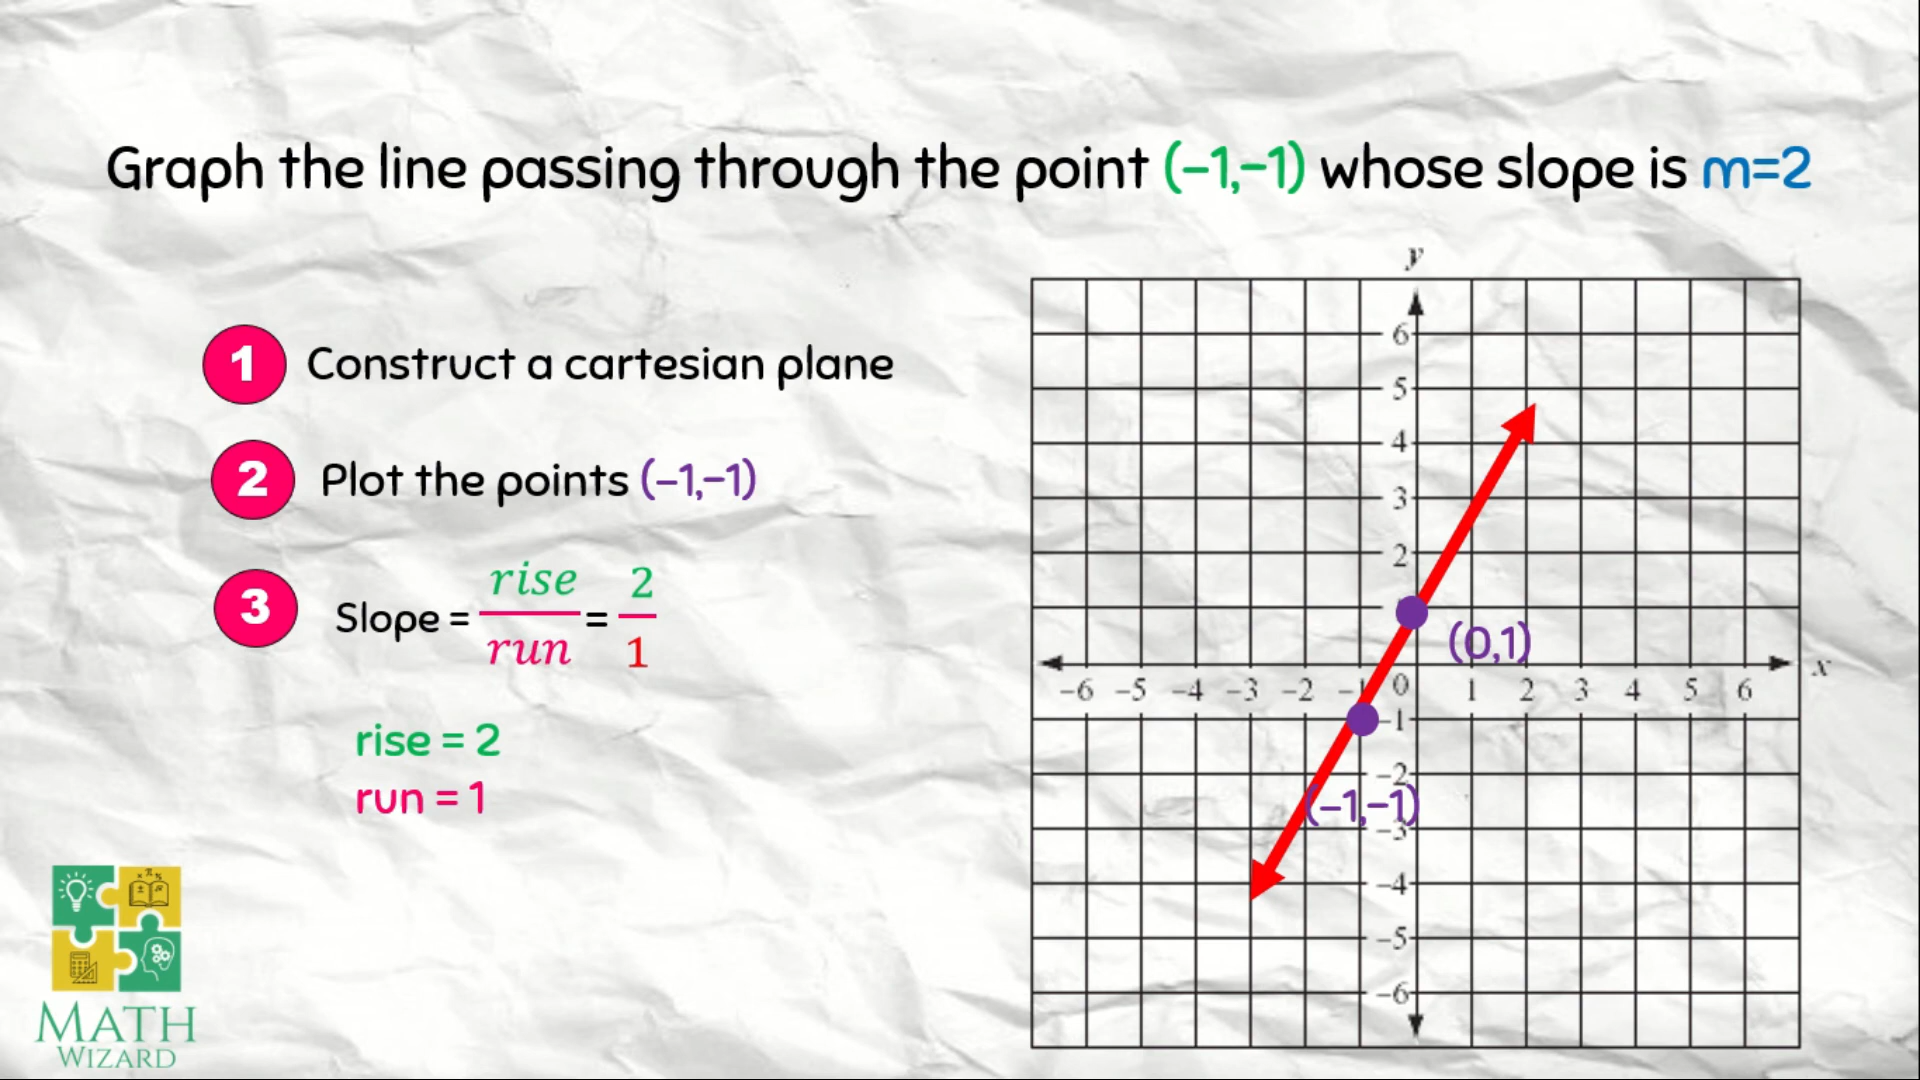 Graph the line passing through the point (-1,-1) whose slope is m=2
1 Construct a cartesian plane
2 Plot the points (-1,-1)
3 Slope = rise/run = 2/1
rise = 2
run = 1
MATH
WIZARD
y
6
5
4
3
2
(0,1)
x
-6 -5 -4 -3 -2 -1 0 1 2 3 4 5 6
-1
-2
(-1,-1)
-3
-4
-5
-6